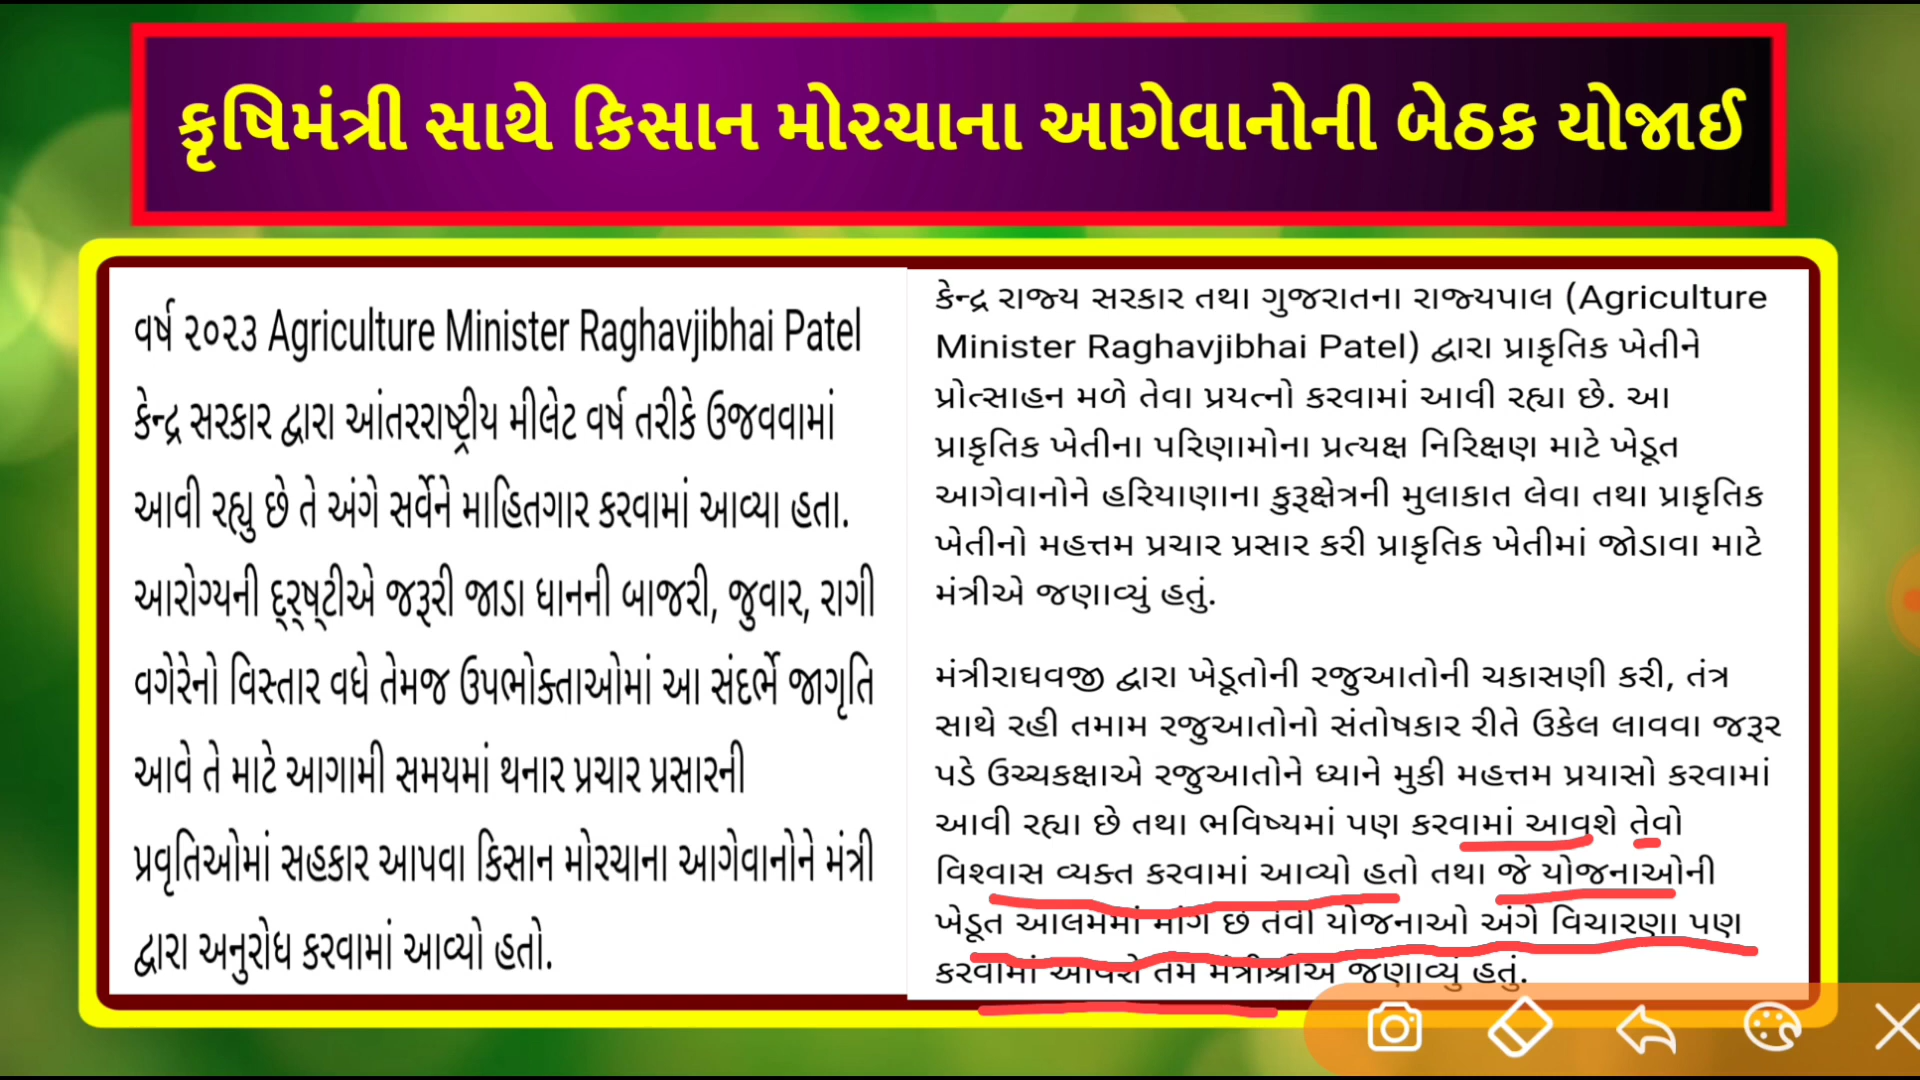 કૃષિમંત્રી સાથે કિસાન મોરચાના આગેવાનોની બેઠક યોજાઈ
વર્ષ ૨૦૨૩ Agriculture Minister Raghavjibhai Patel
કેન્દ્ર સરકાર દ્વારા આંતરરાષ્ટ્રીય મીલેટ વર્ષ તરીકે ઉજવવામાં
આવી રહ્યુ છે તે અંગે સર્વેને માહિતગાર કરવામાં આવ્યા હતા.
આરોગ્યની દ્ર્ષ્ટીએ જરૂરી જાડા ધાનની બાજરી, જુવાર, રાગી
વગેરેનો વિસ્તાર વધે તેમજ ઉપભોક્તાઓમાં આ સંદર્ભે જાગૃતિ
આવે તે માટે આગામી સમયમાં થનાર પ્રચાર પ્રસારની
પ્રવૃતિઓમાં સહકાર આપવા કિસાન મોરચાના આગેવાનોને મંત્રી
દ્વારા અનુરોધ કરવામાં આવ્યો હતો.
કેન્દ્ર રાજ્ય સરકાર તથા ગુજરાતના રાજ્યપાલ (Agriculture
Minister Raghavjibhai Patel) દ્વારા પ્રાકૃતિક ખેતીને
પ્રોત્સાહન મળે તેવા પ્રયત્નો કરવામાં આવી રહ્યા છે. આ
પ્રાકૃતિક ખેતીના પરિણામોના પ્રત્યક્ષ નિરિક્ષણ માટે ખેડૂત
આગેવાનોને હરિયાણાના કુરૂક્ષેત્રની મુલાકાત લેવા તથા પ્રાકૃતિક
ખેતીનો મહત્તમ પ્રચાર પ્રસાર કરી પ્રાકૃતિક ખેતીમાં જોડાવા માટે
મંત્રીએ જણાવ્યું હતું.
મંત્રીરાઘવજી દ્વારા ખેડૂતોની રજુઆતોની ચકાસણી કરી, તંત્ર
સાથે રહી તમામ રજુઆતોનો સંતોષકાર રીતે ઉકેલ લાવવા જરૂર
પડે ઉચ્ચકક્ષાએ રજુઆતોને ધ્યાને મુકી મહત્તમ પ્રયાસો કરવામાં
આવી રહ્યા છે તથા ભવિષ્યમાં પણ કરવામાં આવશે તેવો
વિશ્વાસ વ્યક્ત કરવામાં આવ્યો હતો તથા જે યોજનાઓની
ખેડૂત આલમમાં માંગ છે તેવી યોજનાઓ અંગે વિચારણા પણ
કરવામાં આવશે તેમ મંત્રીશ્રીએ જણાવ્યું હતું.